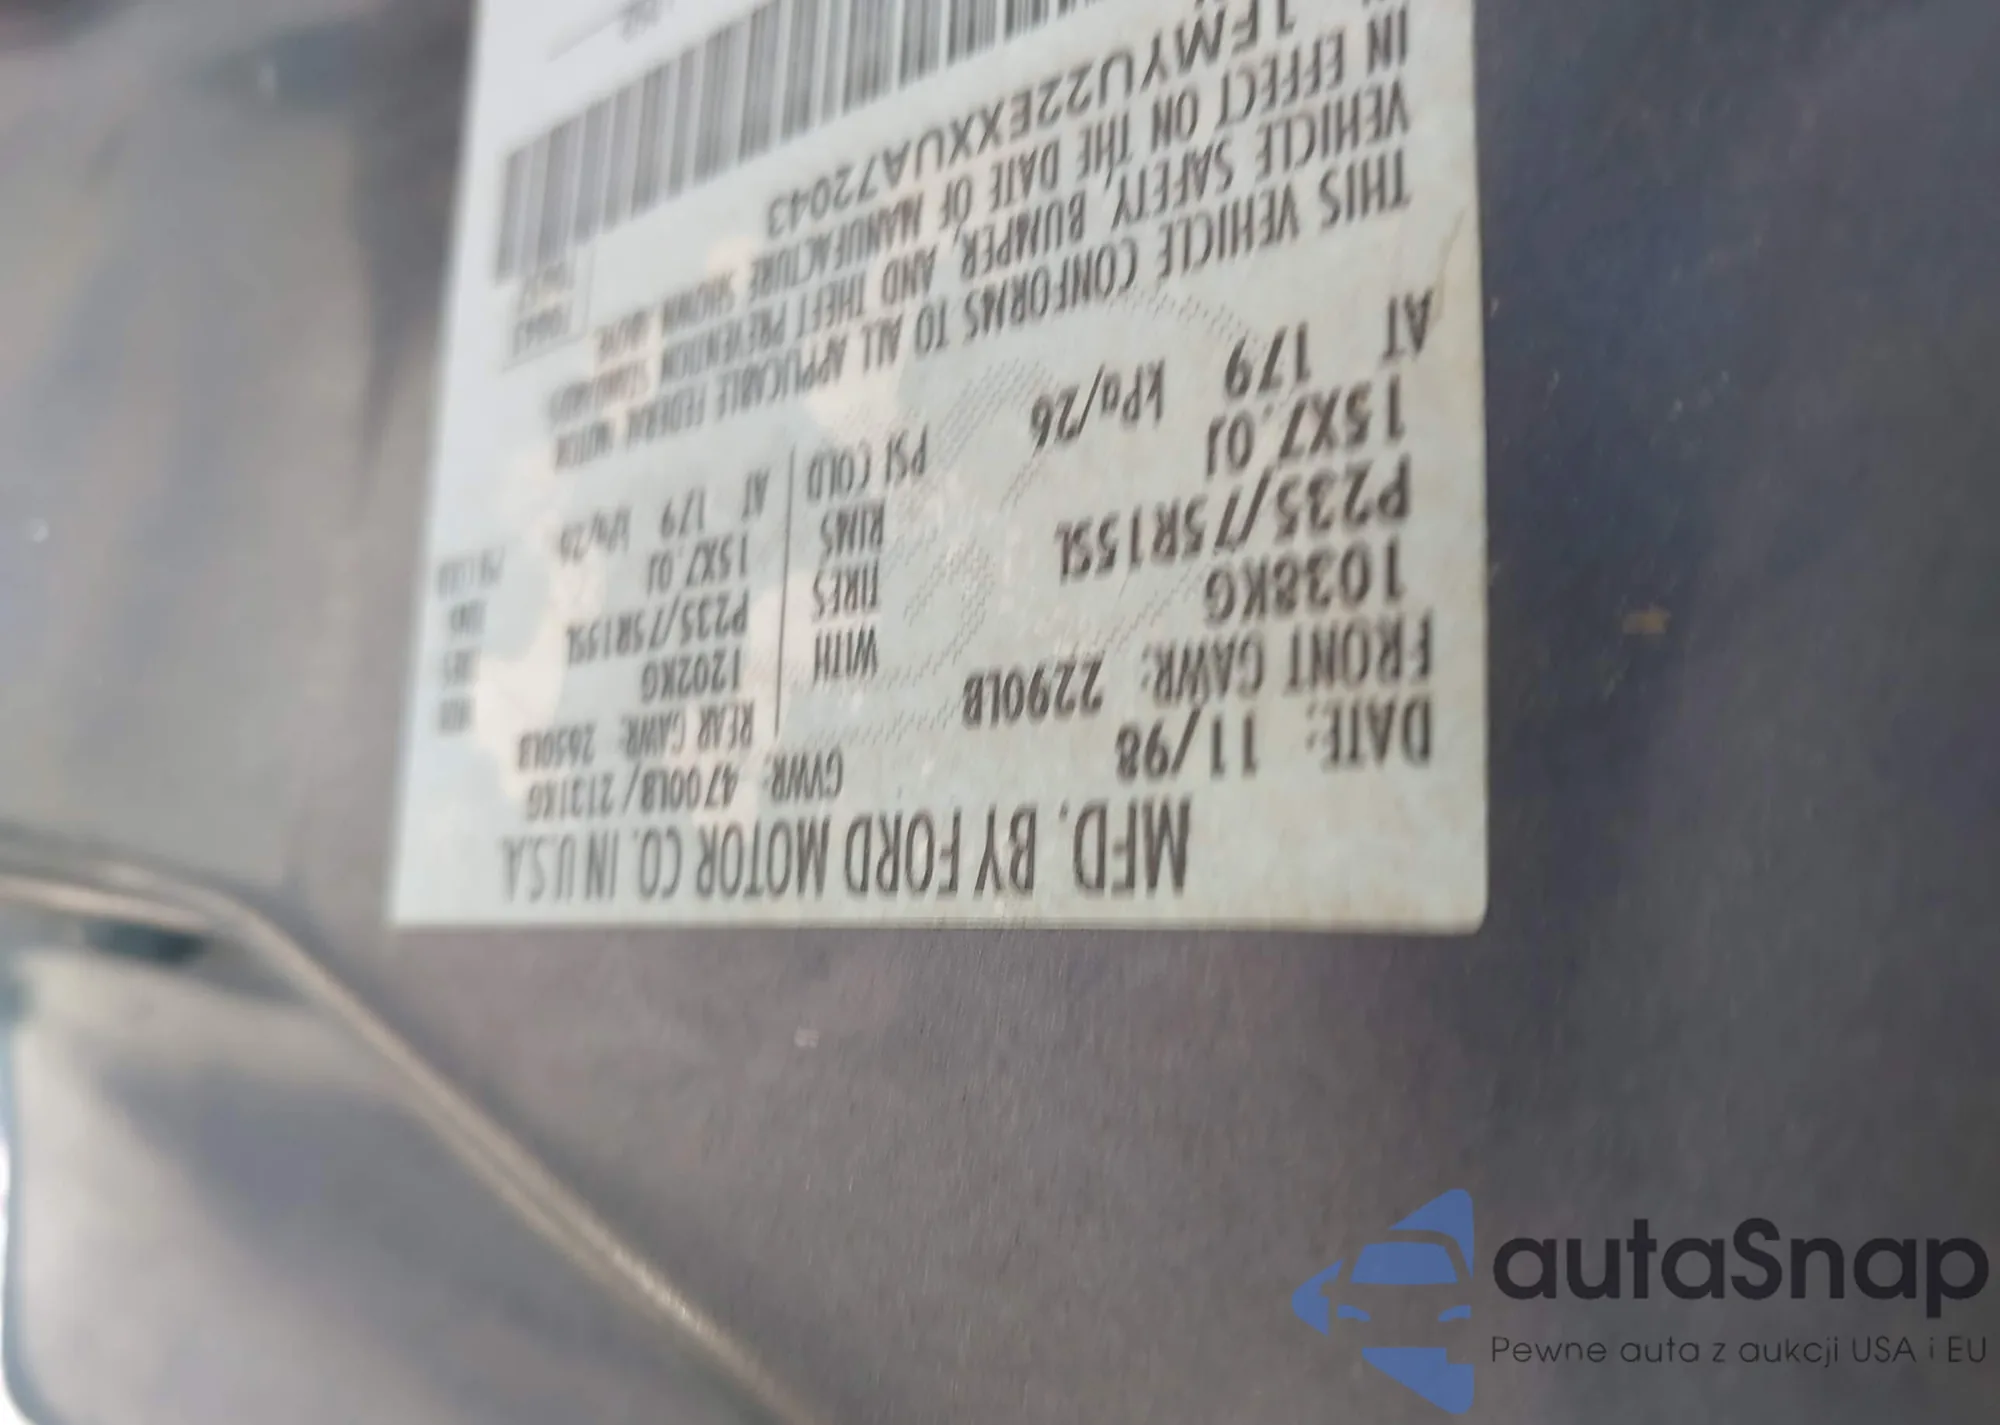 MFD. BY FORD MOTOR CO. IN U.S.A.
DATE: 11/98
GVWR: 4700LB/2131KG
FRONT GAWR: 2290LB
REAR GAWR: 2650LB
1038KG
WITH
1202KG
P235/75R15SL
TIRES
P235/75R15SL
15X7.0J
RIMS
15X7.0J
AT 179 kPa/26
PSI COLD
AT 179 kPa/26
THIS VEHICLE CONFORMS TO ALL APPLICABLE FEDERAL MOTOR
VEHICLE SAFETY, BUMPER, AND THEFT PREVENTION STANDARDS
IN EFFECT ON THE DATE OF MANUFACTURE SHOWN ABOVE
1FMYU22EXXUA72043
autaSnap
Pewne auta z aukcji USA i EU